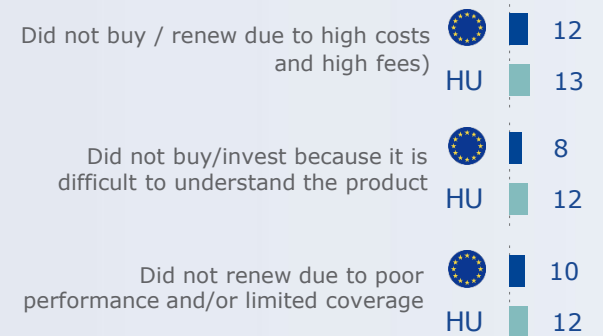 Did not buy / renew due to high costs
and high fees)
12
HU 13
Did not buy/invest because it is
difficult to understand the product
8
HU 12
Did not renew due to poor
performance and/or limited coverage
10
HU 12